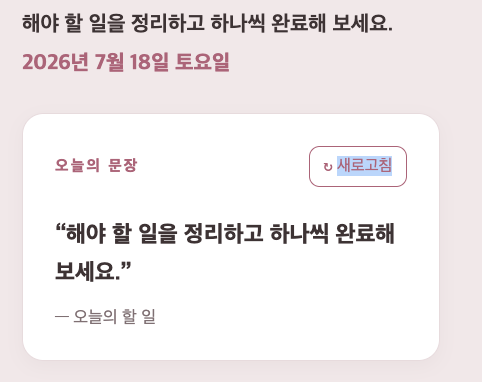 해야 할 일을 정리하고 하나씩 완료해 보세요.
2026년 7월 18일 토요일
오늘의 문장
↻ 새로고침
“해야 할 일을 정리하고 하나씩 완료해
보세요.”
— 오늘의 할 일